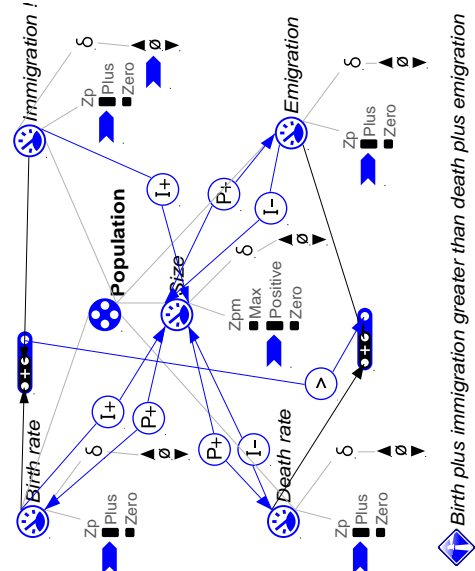 Birth rate
Immigration !
δ
Zp
Plus
Zero
ø
δ
Zp
Plus
Zero
ø
I+
P+
I+
Population
Size
δ
Zpm
Max
Positive
Zero
ø
P+
I-
P+
I-
>
Death rate
Emigration
δ
Zp
Plus
Zero
ø
δ
Zp
Plus
Zero
ø
Birth plus immigration greater than death plus emigration